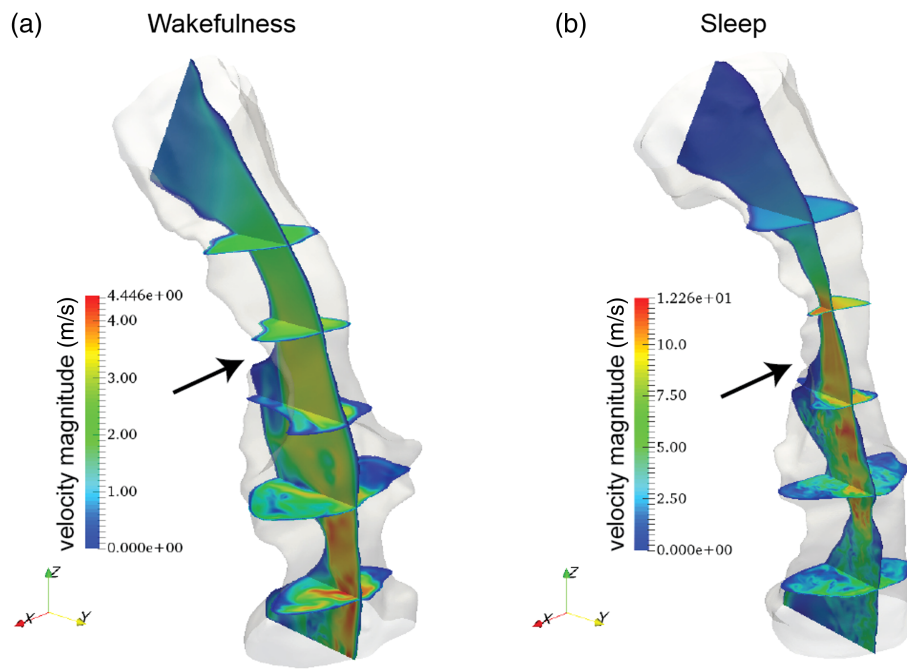 (a) Wakefulness
velocity magnitude (m/s)
4.446e+00
4.00
3.00
2.00
1.00
0.000e+00
Z
X
Y
(b) Sleep
velocity magnitude (m/s)
1.226e+01
10.0
7.50
5.00
2.50
0.000e+00
Z
X
Y